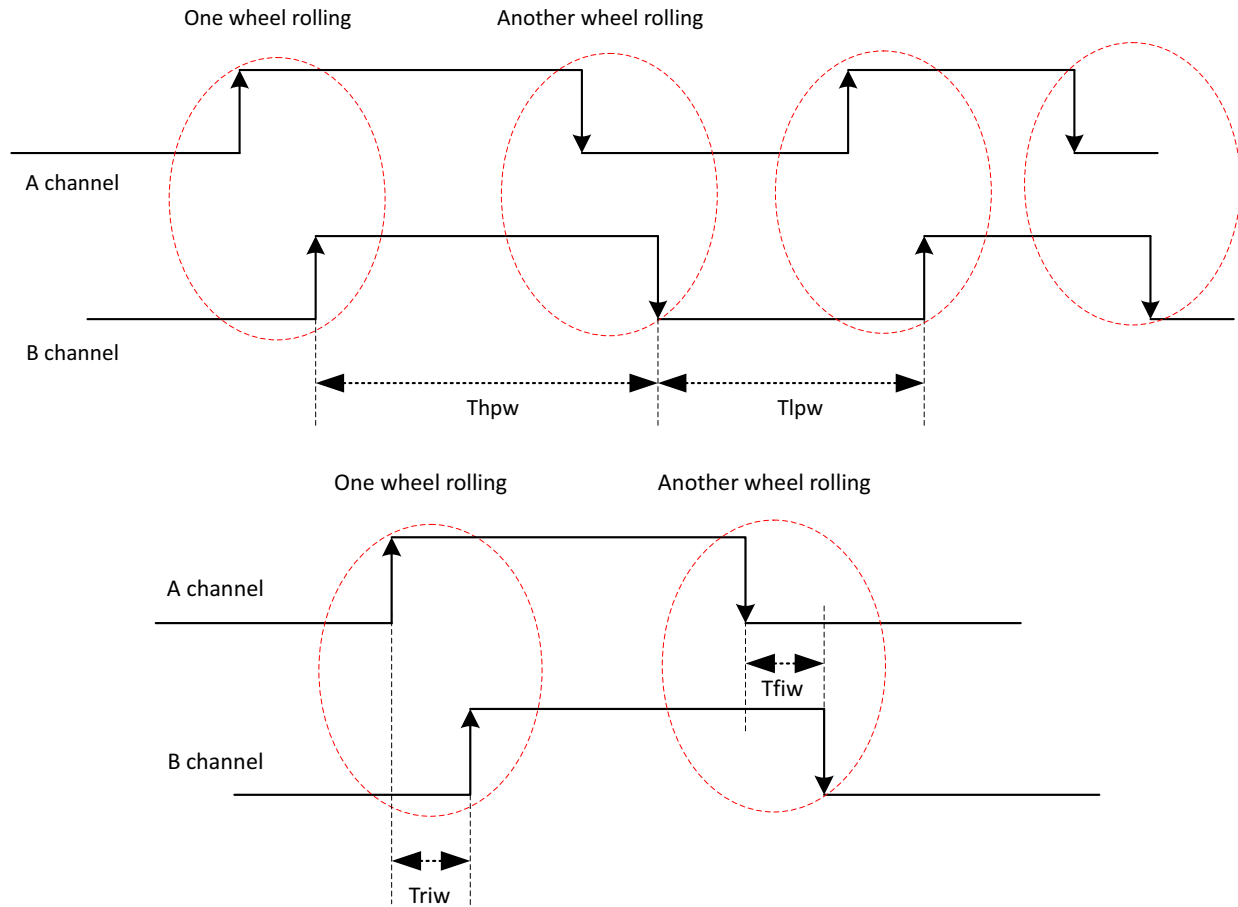 One wheel rolling
Another wheel rolling
A channel
B channel
Thpw
Tlpw
One wheel rolling
Another wheel rolling
A channel
Tfiw
B channel
Triw